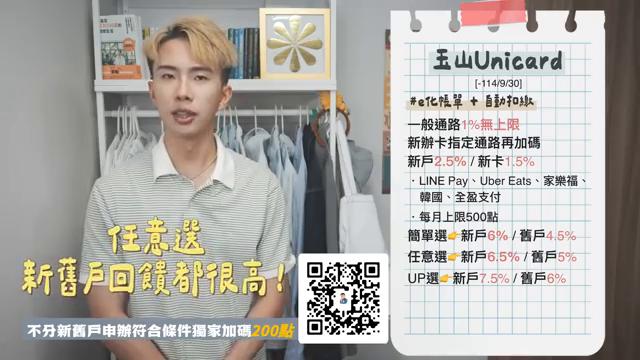 玉山Unicard
[-114/9/30]
#e化帳單 + 自動扣繳
一般通路1%無上限
新辦卡指定通路再加碼
新戶2.5% / 新卡1.5%
·LINE Pay、Uber Eats、家樂福、
韓國、全盈支付
·每月上限500點
簡單選👉新戶6% / 舊戶4.5%
任意選👉新戶6.5% / 舊戶5%
UP選👉新戶7.5% / 舊戶6%
任意選
新舊戶回饋都很高！
不分新舊戶申辦符合條件獨家加碼200點